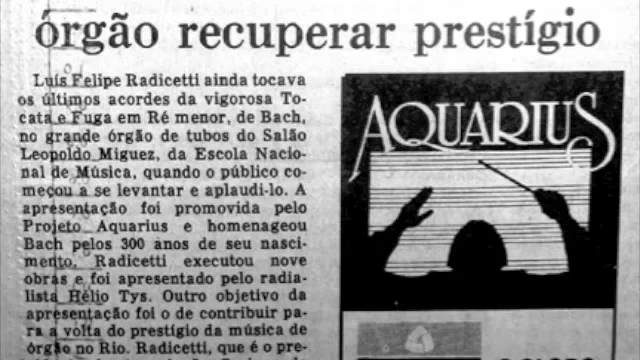 órgão recuperar prestígio
Luís Felipe Radicetti ainda tocava
os últimos acordes da vigorosa To-
cata e Fuga em Ré menor, de Bach,
no grande órgão de tubos do Salão
Leopoldo Miguez, da Escola Nacio-
nal de Música, quando o público co-
meçou a se levantar e aplaudi-lo. A
apresentação foi promovida pelo
Projeto Aquarius e homenageou
Bach pelos 300 anos de seu nasci-
mento. Radicetti executou nove
obras e foi apresentado pelo radia-
lista Hélio Tys. Outro objetivo da
apresentação foi o de contribuir pa-
ra a volta do prestígio da música de
órgão no Rio. Radicetti, que é o pre-
AQUARIUS